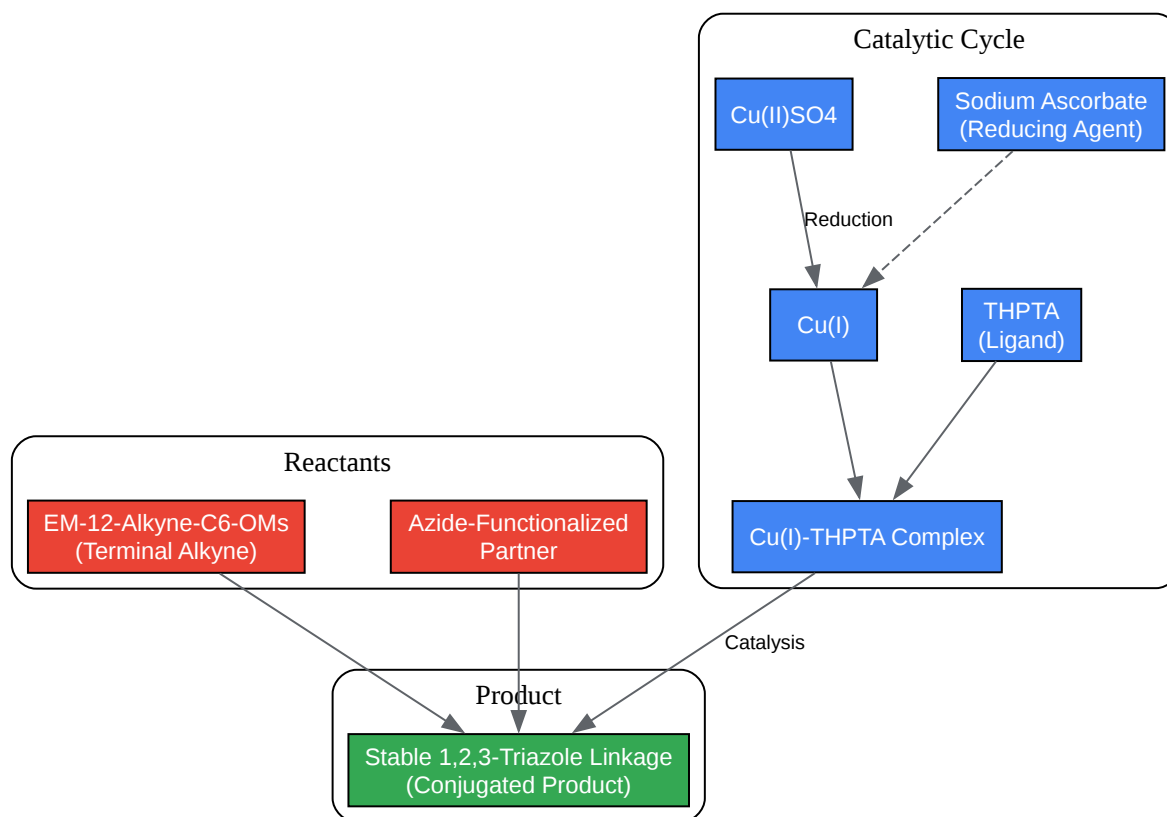 Catalytic Cycle
Cu(II)SO4
Sodium Ascorbate
(Reducing Agent)
Reduction
Cu(I)
THPTA
(Ligand)
Reactants
EM-12-Alkyne-C6-OMs
(Terminal Alkyne)
Azide-Functionalized
Partner
Cu(I)-THPTA Complex
Catalysis
Product
Stable 1,2,3-Triazole Linkage
(Conjugated Product)